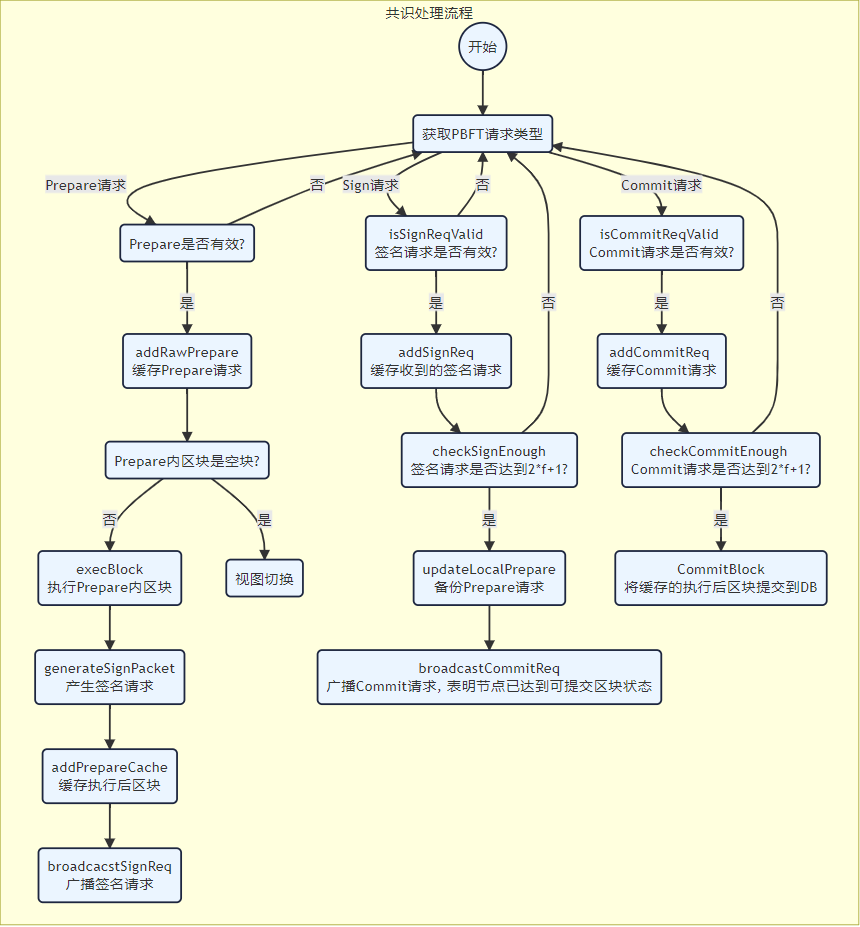 共识处理流程
开始
获取PBFT请求类型
Prepare请求
否
Sign请求
否
Commit请求
Prepare是否有效?
isSignReqValid
签名请求是否有效?
isCommitReqValid
Commit请求是否有效?
是
是
否
是
否
addRawPrepare
缓存Prepare请求
addSignReq
缓存收到的签名请求
addCommitReq
缓存Commit请求
Prepare内区块是空块?
checkSignEnough
签名请求是否达到2*f+1?
checkCommitEnough
Commit请求是否达到2*f+1?
否
是
是
是
execBlock
执行Prepare内区块
视图切换
updateLocalPrepare
备份Prepare请求
CommitBlock
将缓存的执行后区块提交到DB
generateSignPacket
产生签名请求
broadcastCommitReq
广播Commit请求, 表明节点已达到可提交区块状态
addPrepareCache
缓存执行后区块
broadcacstSignReq
广播签名请求